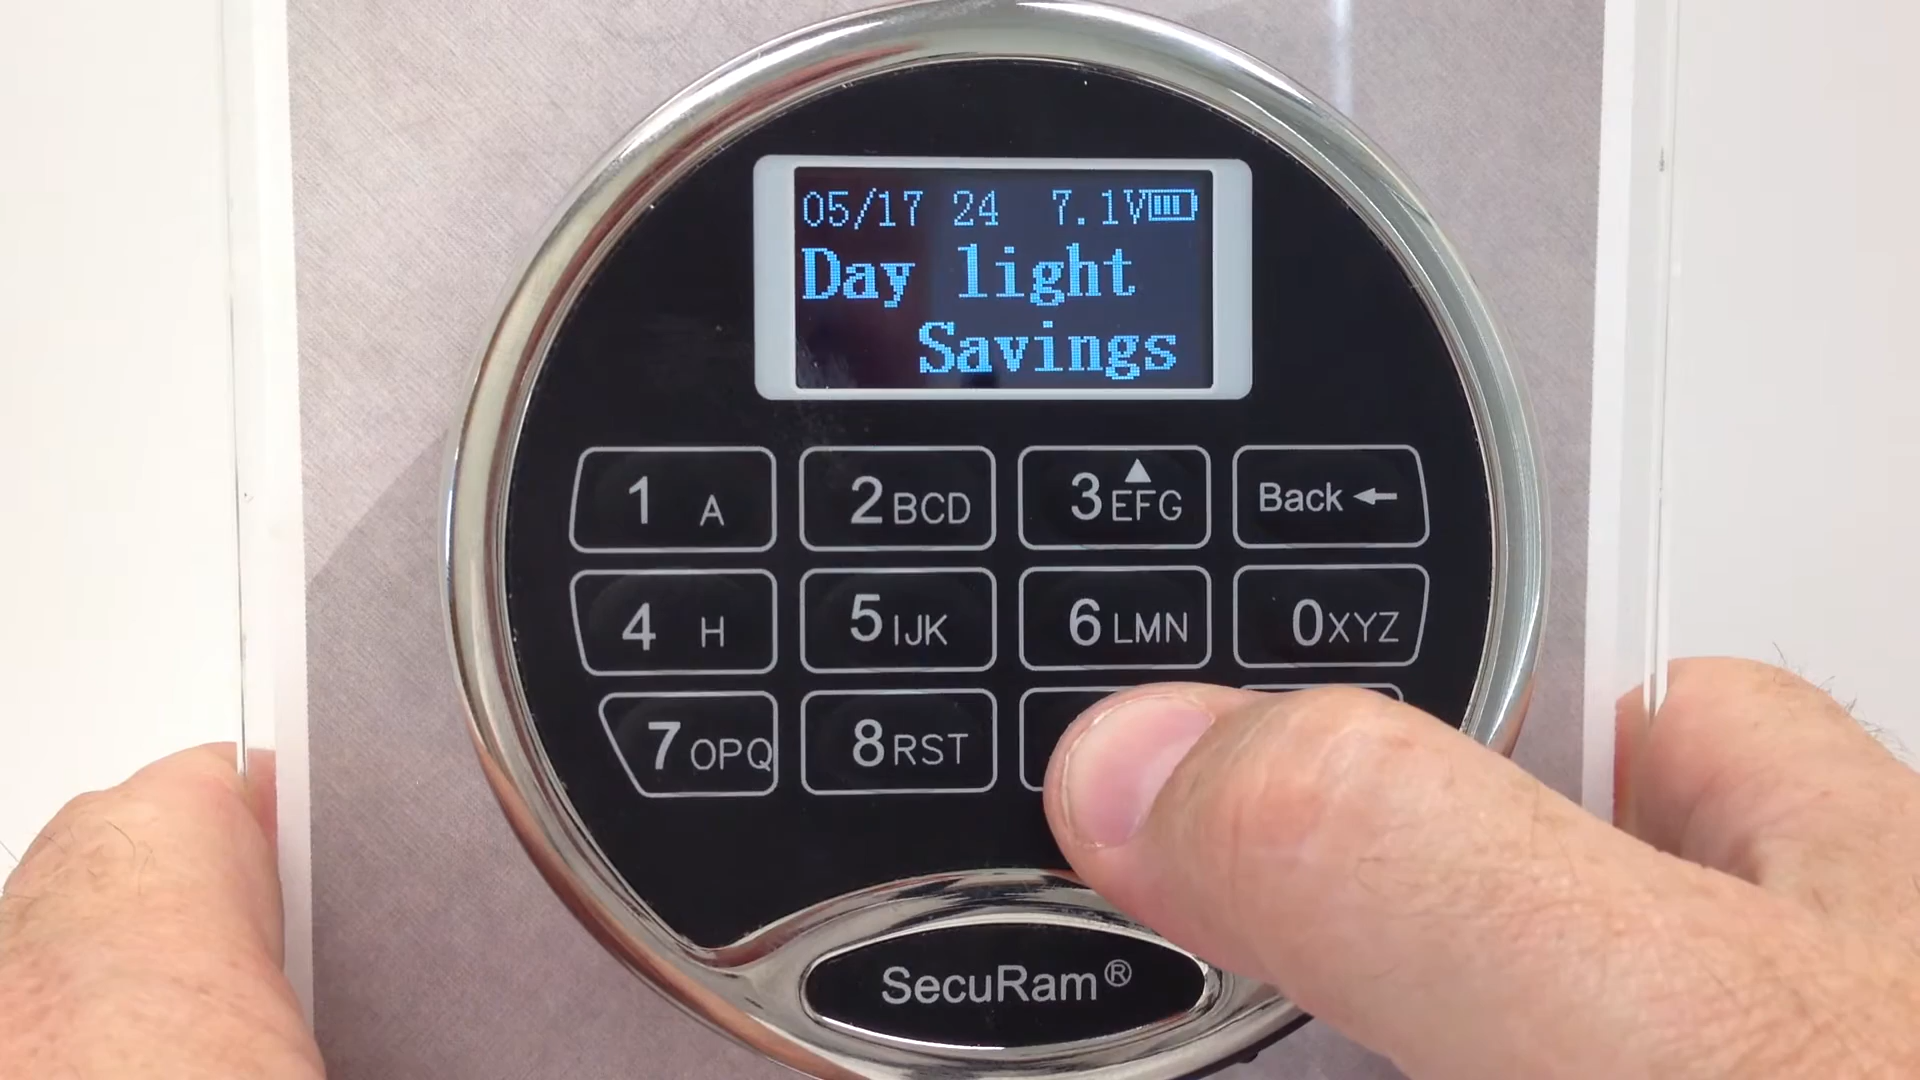 05/17 24 7.1V
Day light
Savings
1 A 2 BCD 3 EFG Back
4 H 5 IJK 6 LMN 0 XYZ
7 OPQ 8 RST
SecuRam®